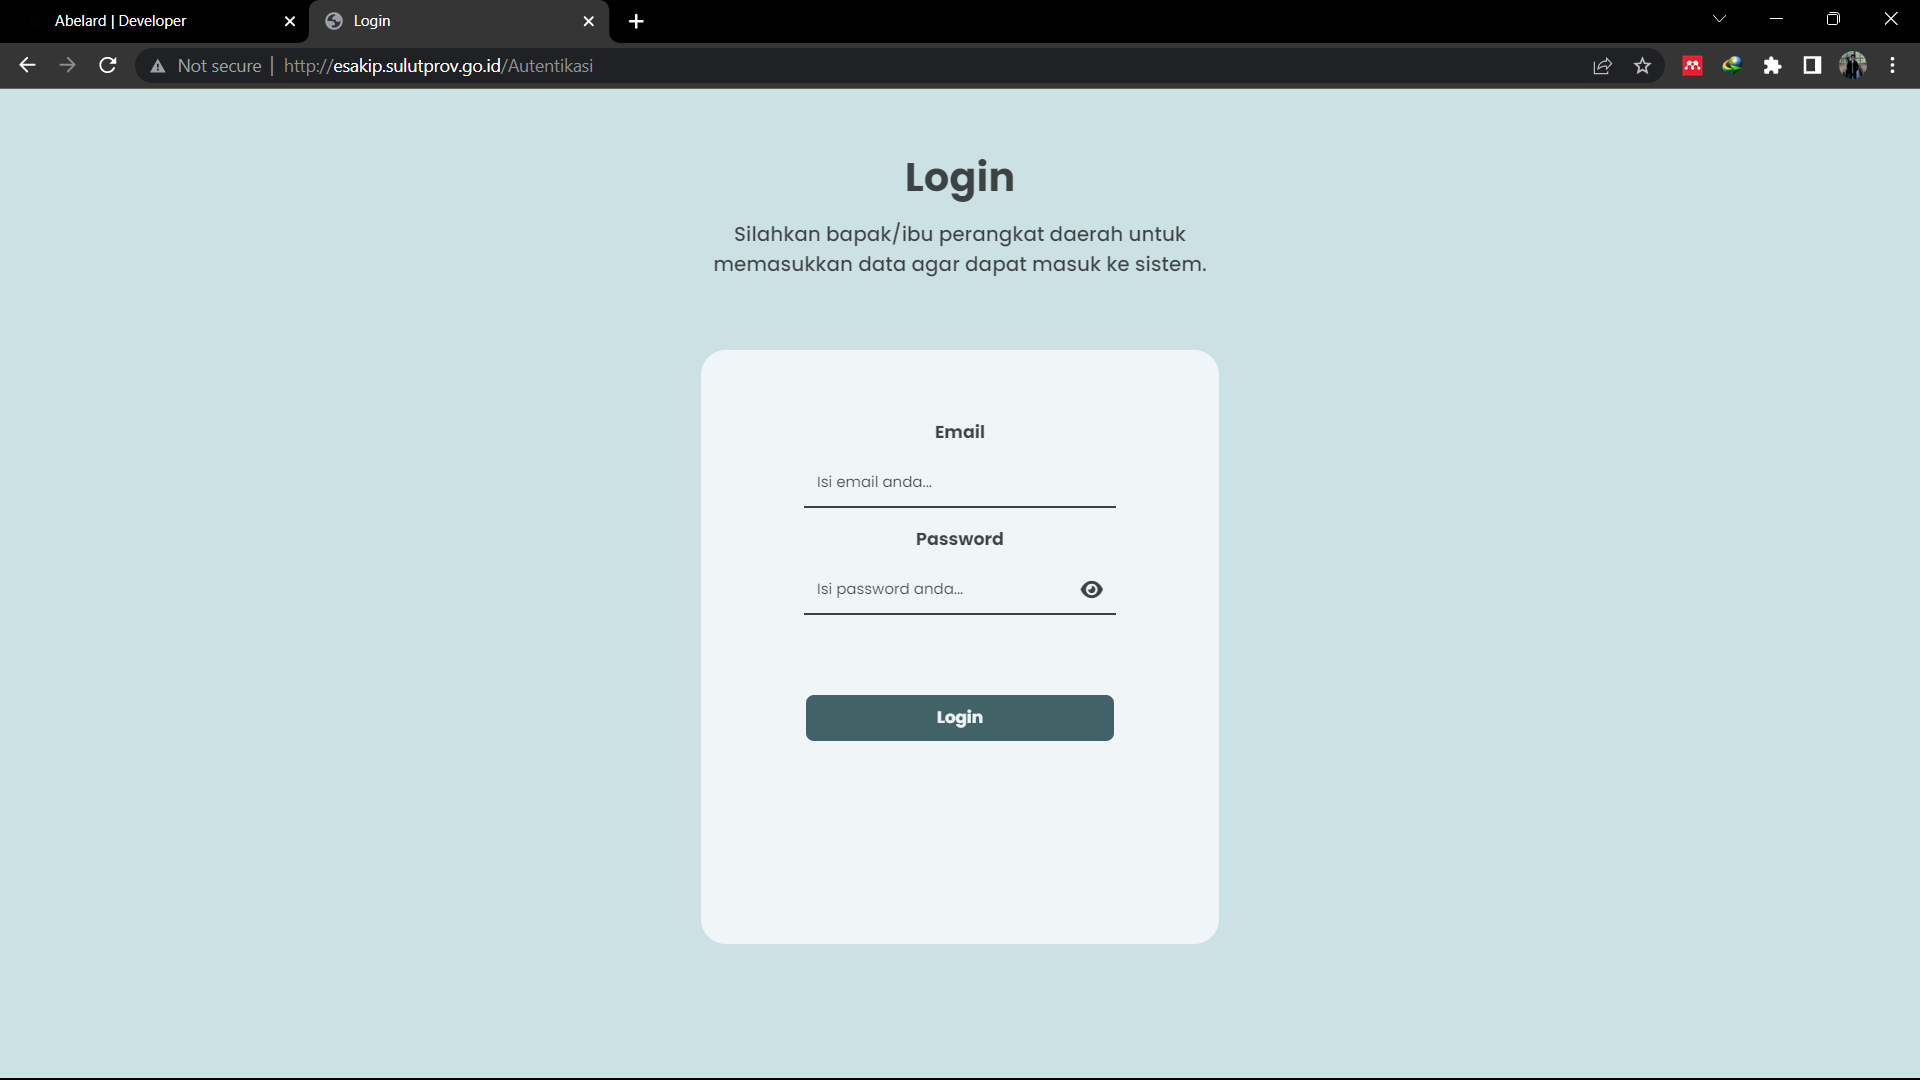 Abelard | Developer
Login
Not secure | http://esakip.sulutprov.go.id/Autentikasi
Login
Silahkan bapak/ibu perangkat daerah untuk
memasukkan data agar dapat masuk ke sistem.
Email
Isi email anda...
Password
Isi password anda...
Login